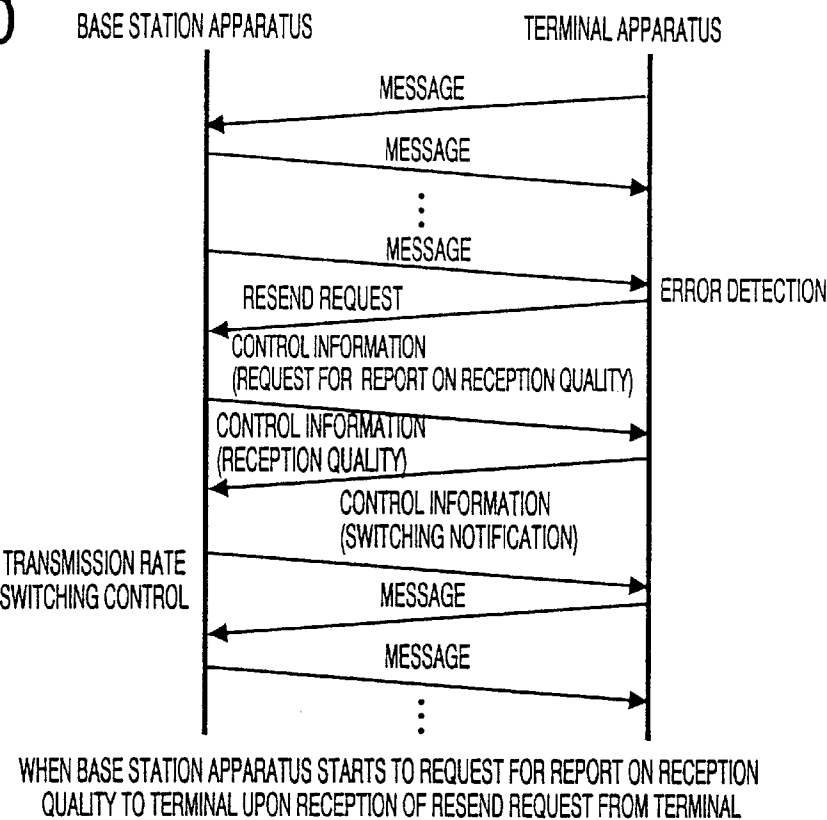 BASE STATION APPARATUS
TERMINAL APPARATUS
MESSAGE
MESSAGE
MESSAGE
ERROR DETECTION
RESEND REQUEST
CONTROL INFORMATION
(REQUEST FOR REPORT ON RECEPTION QUALITY)
CONTROL INFORMATION
(RECEPTION QUALITY)
CONTROL INFORMATION
(SWITCHING NOTIFICATION)
TRANSMISSION RATE
SWITCHING CONTROL
MESSAGE
MESSAGE
WHEN BASE STATION APPARATUS STARTS TO REQUEST FOR REPORT ON RECEPTION
QUALITY TO TERMINAL UPON RECEPTION OF RESEND REQUEST FROM TERMINAL